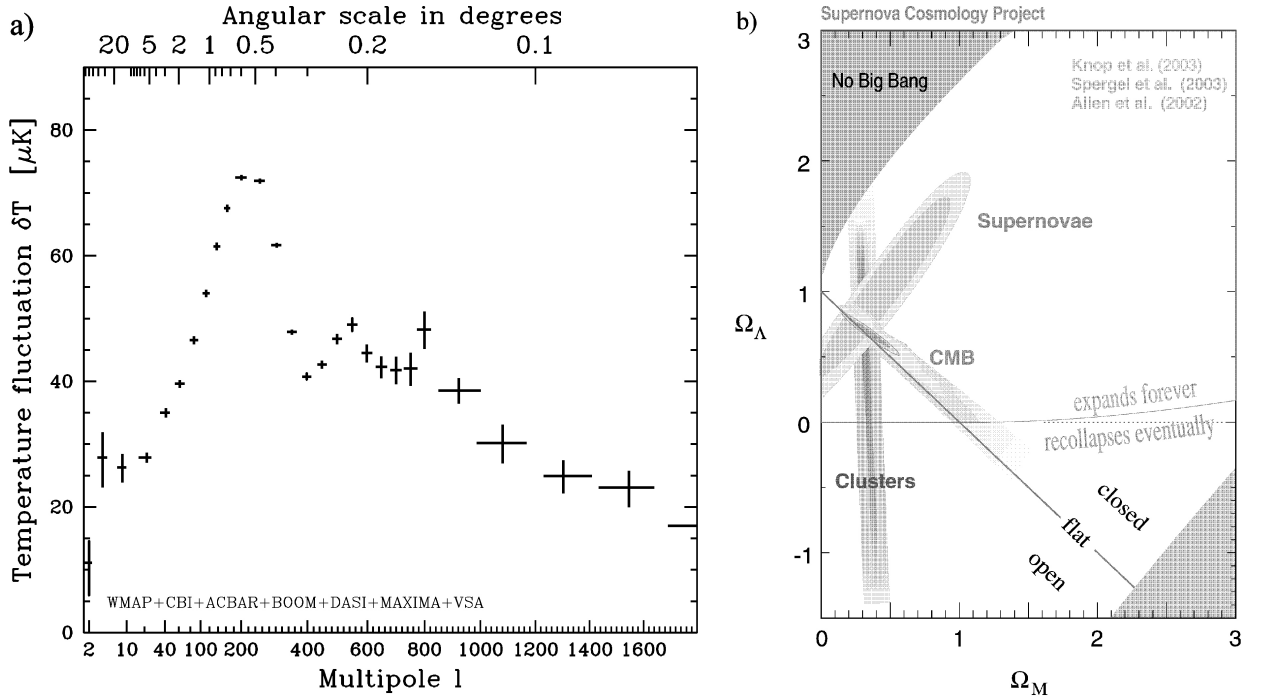 a)
Angular scale in degrees
20 5 2 1 0.5 0.2 0.1
Temperature fluctuation δT [μK]
80
60
40
20
0
WMAP+CBI+ACBAR+BOOM+DASI+MAXIMA+VSA
2 10 40 100 200 400 600 800 1000 1200 1400 1600
Multipole l
b)
Supernova Cosmology Project
3
No Big Bang
Knop et al. (2003)
Spergel et al. (2003)
Allen et al. (2002)
2
Supernovae
1
Ω_Λ
CMB
expands forever
0
recollapses eventually
Clusters
closed
flat
-1
open
0 1 2 3
Ω_M